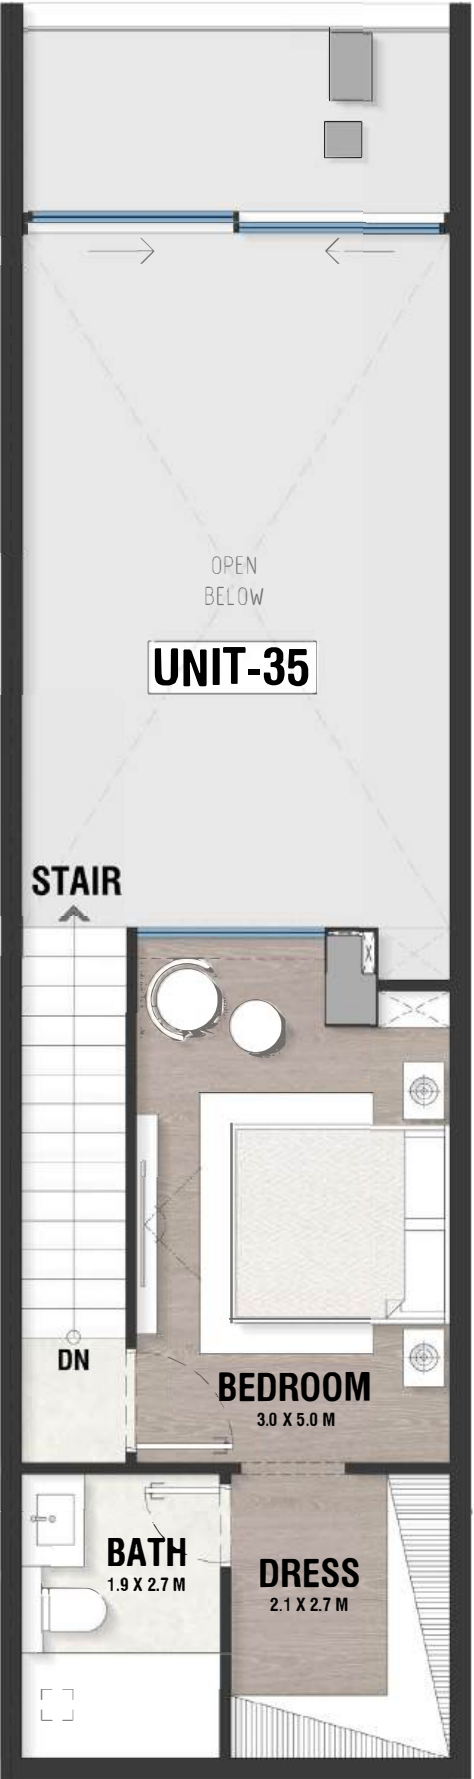 OPEN
BELOW
UNIT-35
STAIR
DN
BEDROOM
3.0 X 5.0 M
BATH
1.9 X 2.7 M
DRESS
2.1 X 2.7 M